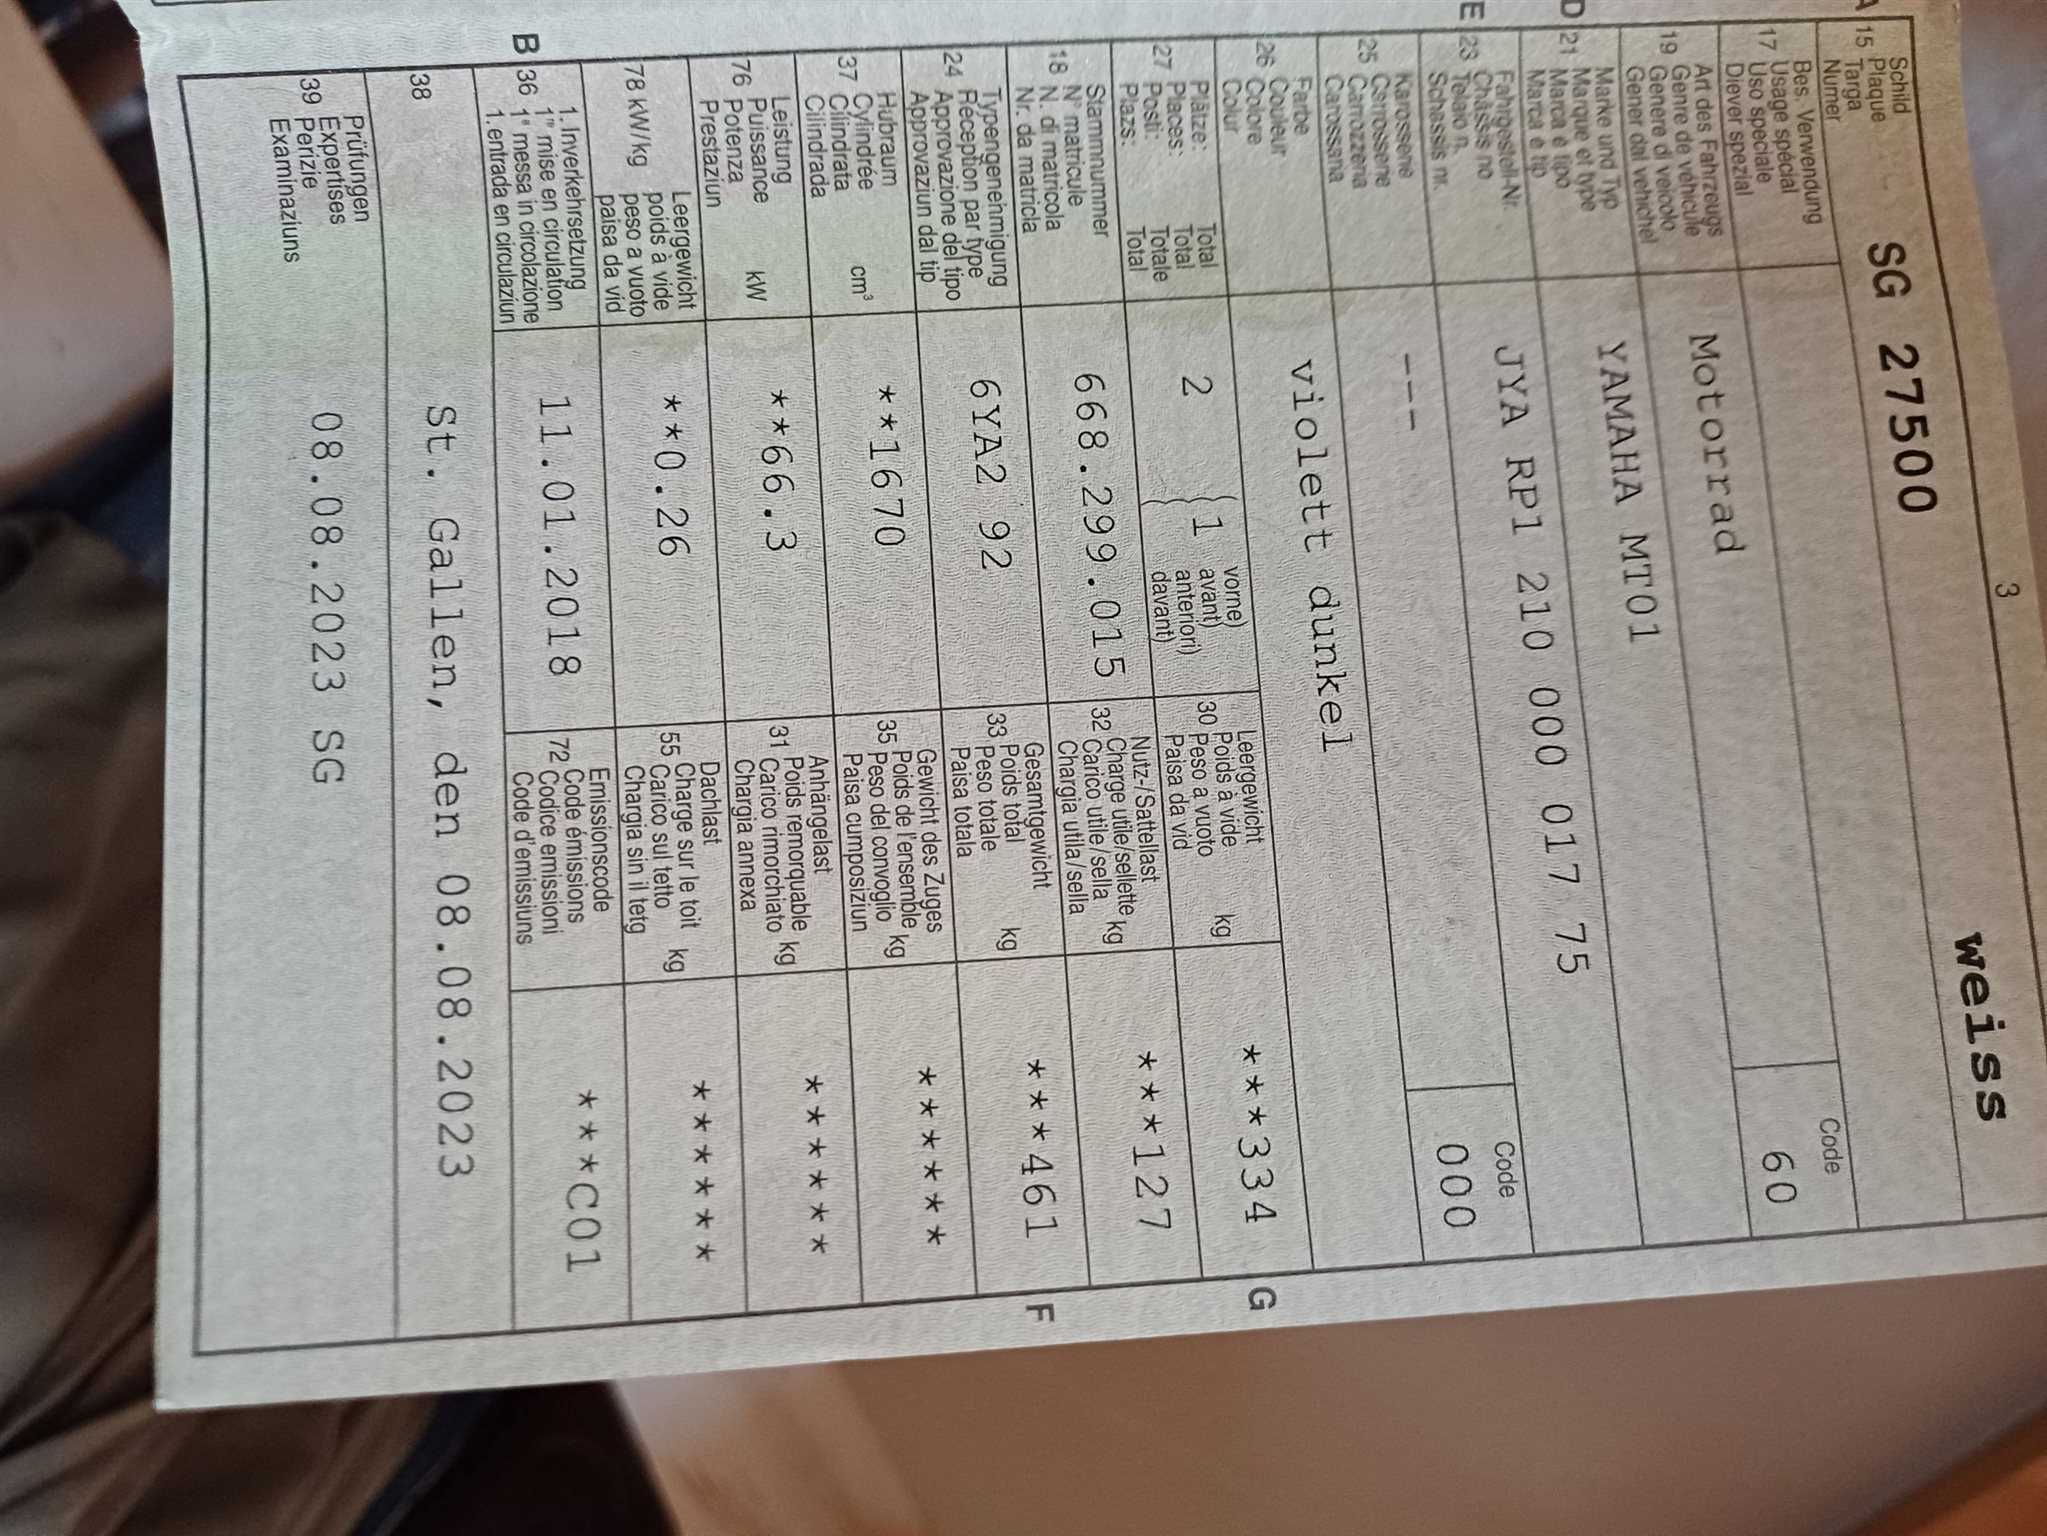 3
weiss
A
Schild
15 Plaque
Targa
Numer
SG 27500
Code
Bes. Verwendung
17 Usage spécial
Uso speciale
Diever spezial
60
Art des Fahrzeugs
19 Genre de véhicule
Genere di veicolo
Gener dal vehichel
Motorrad
D
Marke und Typ
21 Marque et type
Marca e tipo
Marca e tip
YAMAHA MT01
E
Fahrgestell-Nr.
23 Châssis no
Telaio n.
Schassis nr.
JYA RP1 210 000 017 75
Code
25
Carrozzeria
Carossaria
---
000
Farbe
26 Couleur
Colore
Colur
violett dunkel
Plätze: Total
27 Places: Total
Posti: Totale
Plazs: Total
2
{ 1
vorne)
avant)
anteriori)
davant)
Leergewicht
30 Poids à vide
Peso a vuoto
Paisa da vid
kg
***334
G
Stammnummer
18 N° matricule
N. di matricola
Nr. da matricla
668.299.015
Nutz-/Sattellast
32 Charge utile/sellette kg
Carico utile/sella
Chargia utila/sella
***127
Typengenehmigung
24 Réception par type
Approvazione del tipo
Approvaziun dal tip
6YA2 92
Gesamtgewicht
33 Poids total
Peso totale
Paisa totala
kg
***461
F
Hubraum
37 Cylindrée
Cilindrata
Cilindrada
cm³
**1670
Gewicht des Zuges
35 Poids de l'ensemble kg
Peso del convoglio
Paisa cumposiziun
******
Leistung
76 Puissance
Potenza
Prestaziun
kW
**66.3
Anhängelast
31 Poids remorquable
Carico rimorchiato kg
Chargia annexa
******
Leergewicht
78 kW/kg poids à vide
peso a vuoto
paisa da vid
**0.26
Dachlast
55 Charge sur le toit
Carico sul tetto
Chargia sin il tetg
kg
******
B
1. Inverkehrsetzung
36 1re mise en circulation
1a messa in circolazione
1. entrada en circulaziun
11.01.2018
Emissionscode
72 Code émissions
Codice emissioni
Code d'emissiuns
***C01
38
St. Gallen, den 08.08.2023
Prüfungen
39 Expertises
Perizie
Examinaziuns
08.08.2023 SG